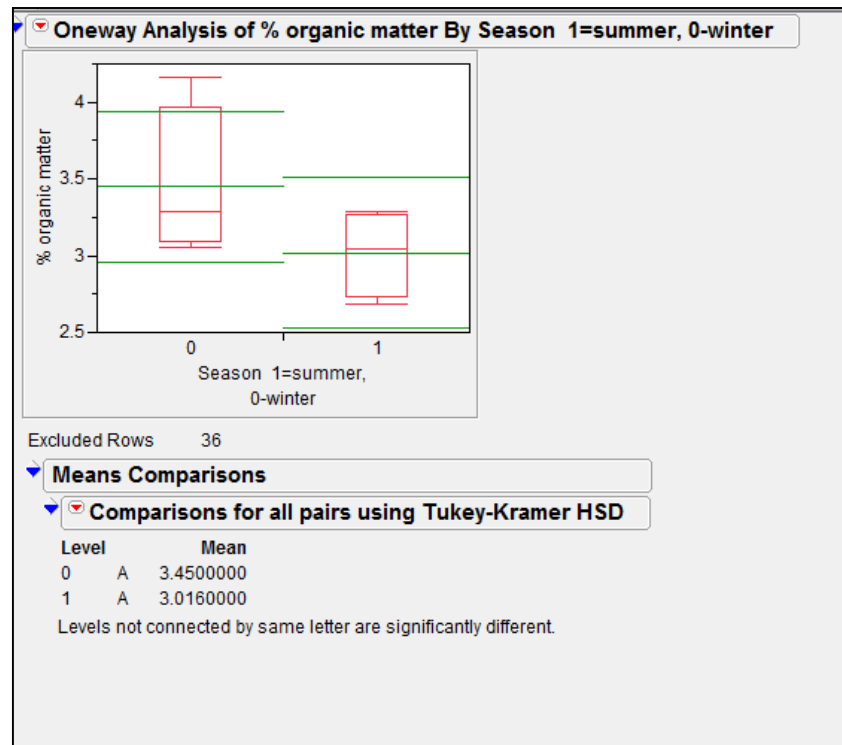 Oneway Analysis of % organic matter By Season 1=summer, 0-winter
% organic matter
4
3.5
3
2.5
0 1
Season 1=summer,
0-winter
Excluded Rows 36
Means Comparisons
Comparisons for all pairs using Tukey-Kramer HSD
Level Mean
0 A 3.4500000
1 A 3.0160000
Levels not connected by same letter are significantly different.